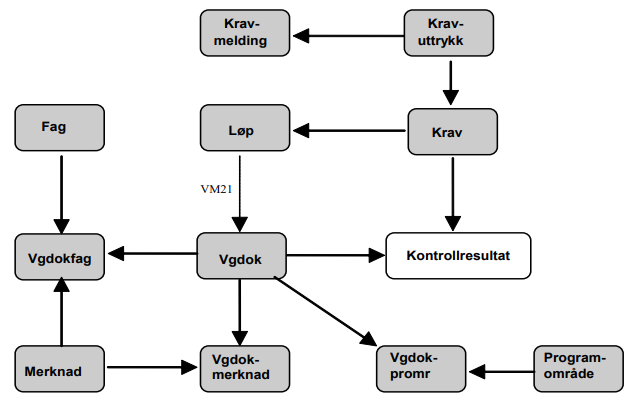 Krav-
melding
Krav-
uttrykk
Fag
Løp
Krav
VM21
Vgdokfag
Vgdok
Kontrollresultat
Merknad
Vgdok-
merknad
Vgdok-
promr
Program-
område